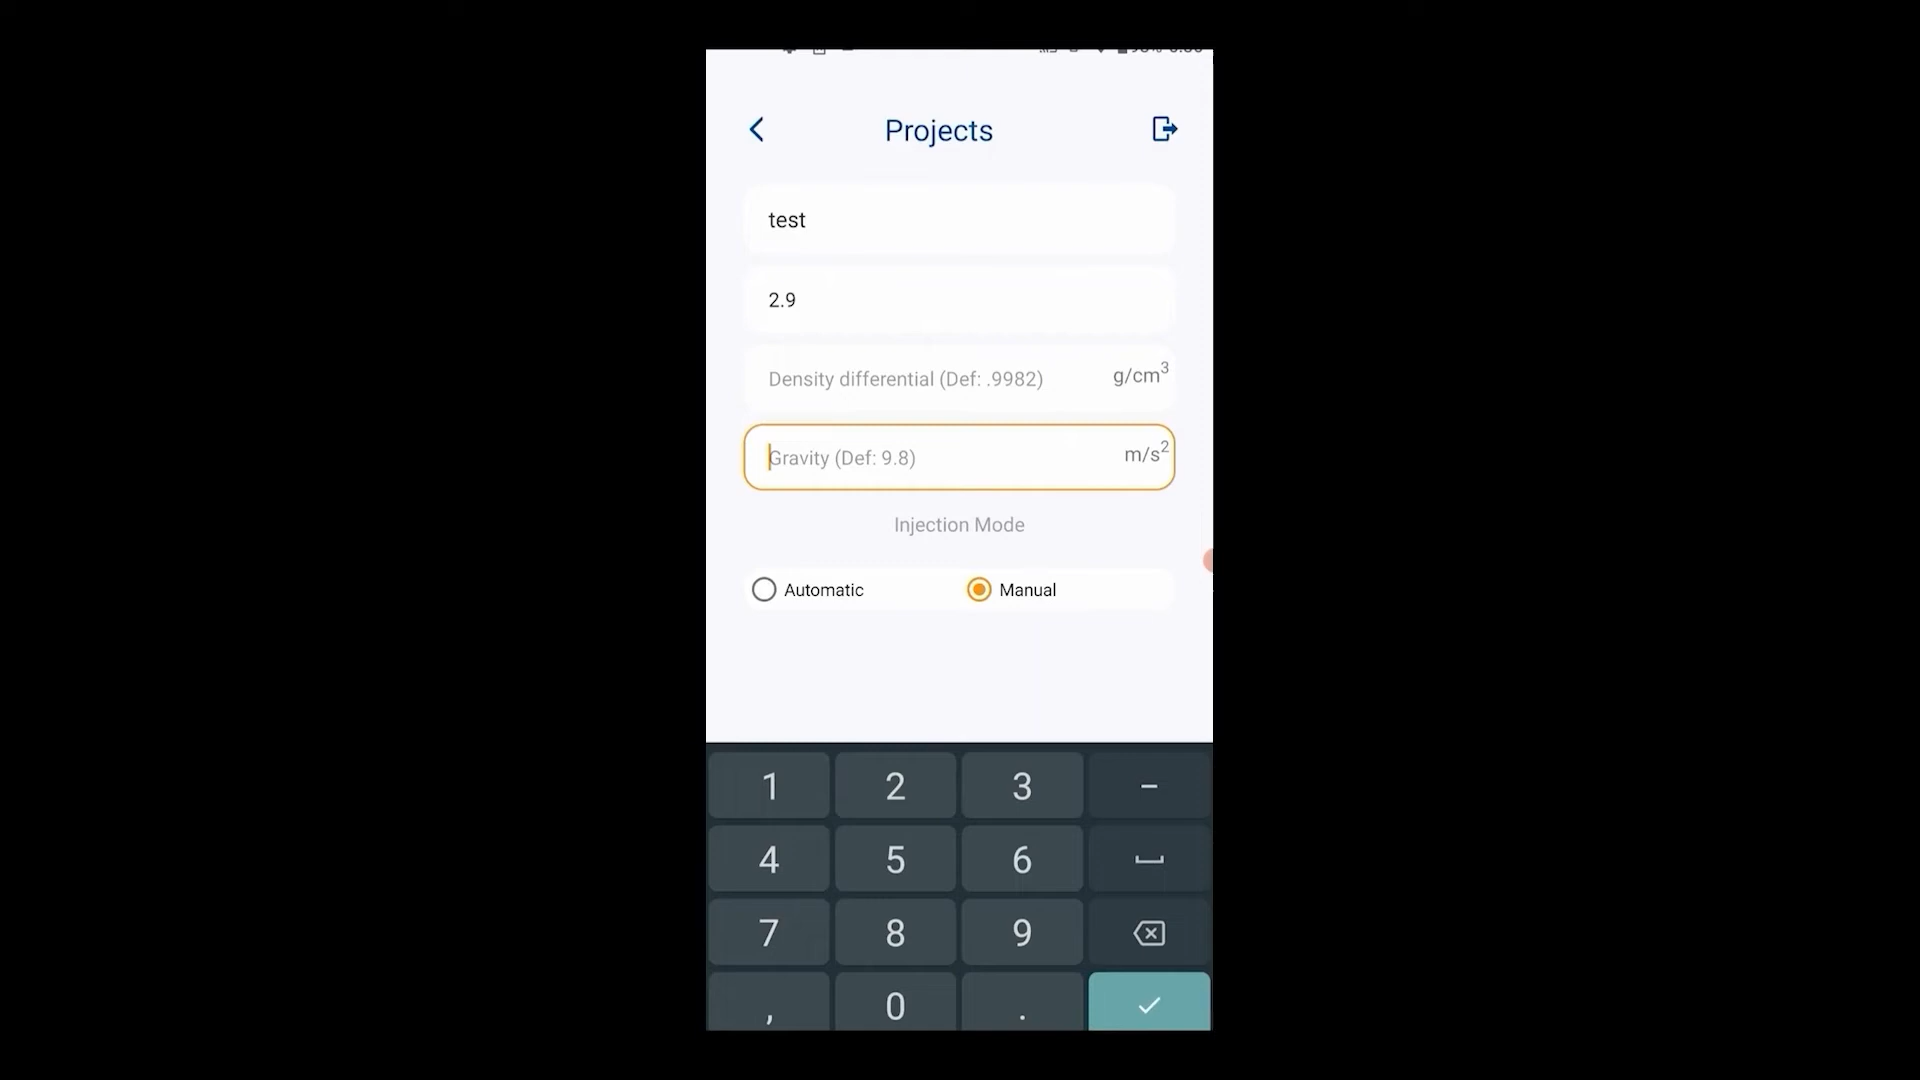 Projects
test
2.9
Density differential (Def: .9982) g/cm3
Gravity (Def: 9.8) m/s2
Injection Mode
Automatic Manual
1 2 3 –
4 5 6
7 8 9
, 0 .